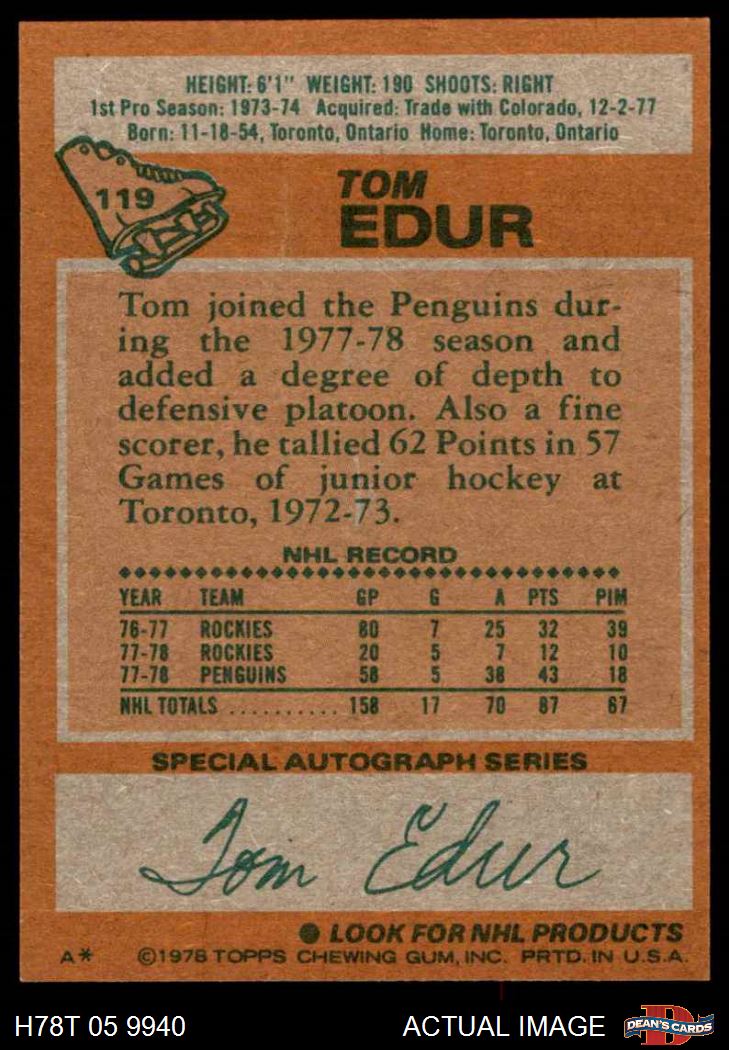 HEIGHT: 6'1" WEIGHT: 190 SHOOTS: RIGHT
1st Pro Season: 1973-74 Acquired: Trade with Colorado, 12-2-77
Born: 11-18-54, Toronto, Ontario Home: Toronto, Ontario
119
TOM
EDUR
Tom joined the Penguins dur-
ing the 1977-78 season and
added a degree of depth to
defensive platoon. Also a fine
scorer, he tallied 62 Points in 57
Games of junior hockey at
Toronto, 1972-73.
NHL RECORD
YEAR TEAM GP G A PTS PIM
76-77 ROCKIES 80 7 25 32 39
77-78 ROCKIES 20 5 7 12 10
77-78 PENGUINS 58 5 38 43 18
NHL TOTALS .......... 158 17 70 87 67
SPECIAL AUTOGRAPH SERIES
Tom Edur
● LOOK FOR NHL PRODUCTS
A* ©1978 TOPPS CHEWING GUM, INC. PRTD. IN U.S.A.
H78T 05 9940 ACTUAL IMAGE
D
DEAN'S CARDS